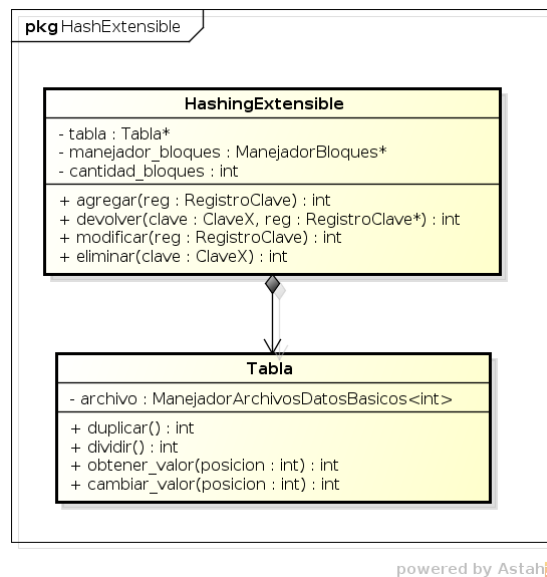 pkg HashExtensible
HashingExtensible
- tabla : Tabla*
- manejador_bloques : ManejadorBloques*
- cantidad_bloques : int
+ agregar(reg : RegistroClave) : int
+ devolver(clave : ClaveX, reg : RegistroClave*) : int
+ modificar(reg : RegistroClave) : int
+ eliminar(clave : ClaveX) : int
Tabla
- archivo : ManejadorArchivosDatosBasicos<int>
+ duplicar() : int
+ dividir() : int
+ obtener_valor(posicion : int) : int
+ cambiar_valor(posicion : int) : int
powered by Astah